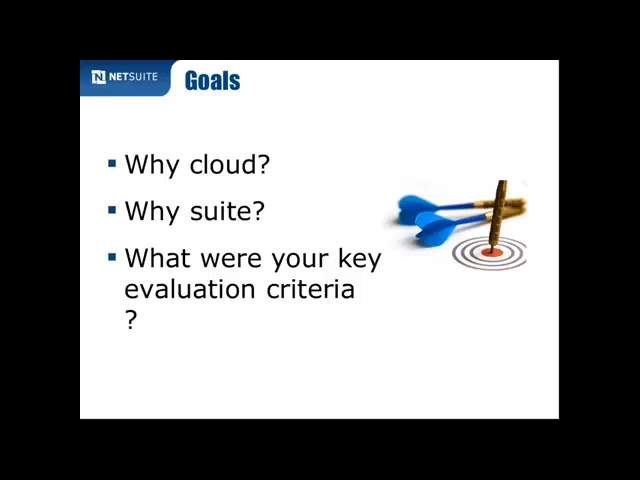 N NETSUITE
Goals
▪ Why cloud?
▪ Why suite?
▪ What were your key
evaluation criteria
?